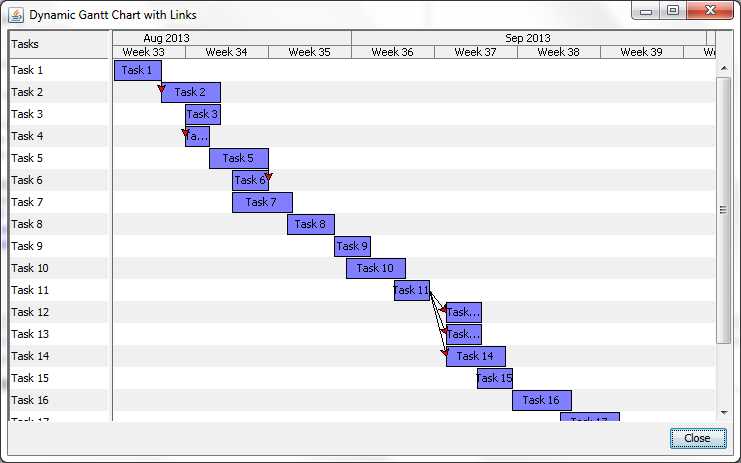 Dynamic Gantt Chart with Links
Tasks
Aug 2013 Sep 2013
Week 33 Week 34 Week 35 Week 36 Week 37 Week 38 Week 39
Task 1 Task 1
Task 2 Task 2
Task 3 Task 3
Task 4 Ta...
Task 5 Task 5
Task 6 Task 6
Task 7 Task 7
Task 8 Task 8
Task 9 Task 9
Task 10 Task 10
Task 11 Task 11
Task 12 Task...
Task 13 Task...
Task 14 Task 14
Task 15 Task 15
Task 16 Task 16
Task 17 Task 17
Close